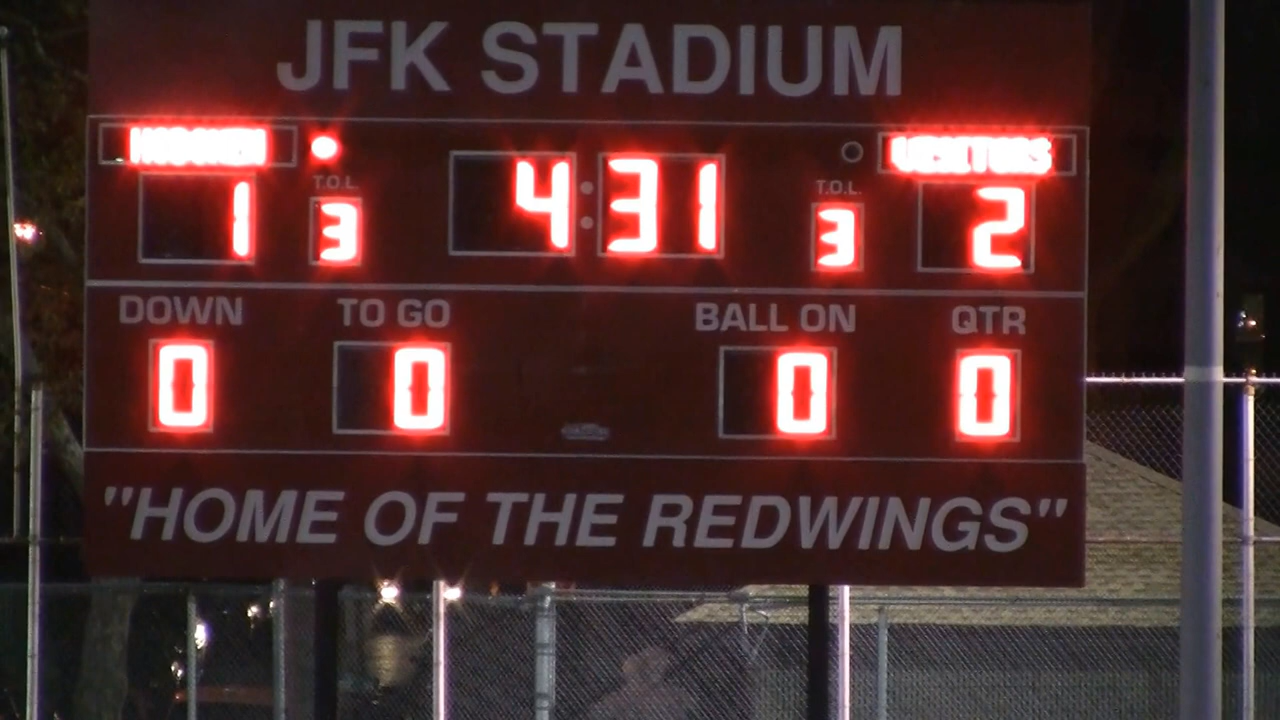 JFK STADIUM
VISITORS
T.O.L. T.O.L.
1 3 4:31 3 2
DOWN TO GO BALL ON QTR
0 0 0 0
"HOME OF THE REDWINGS"